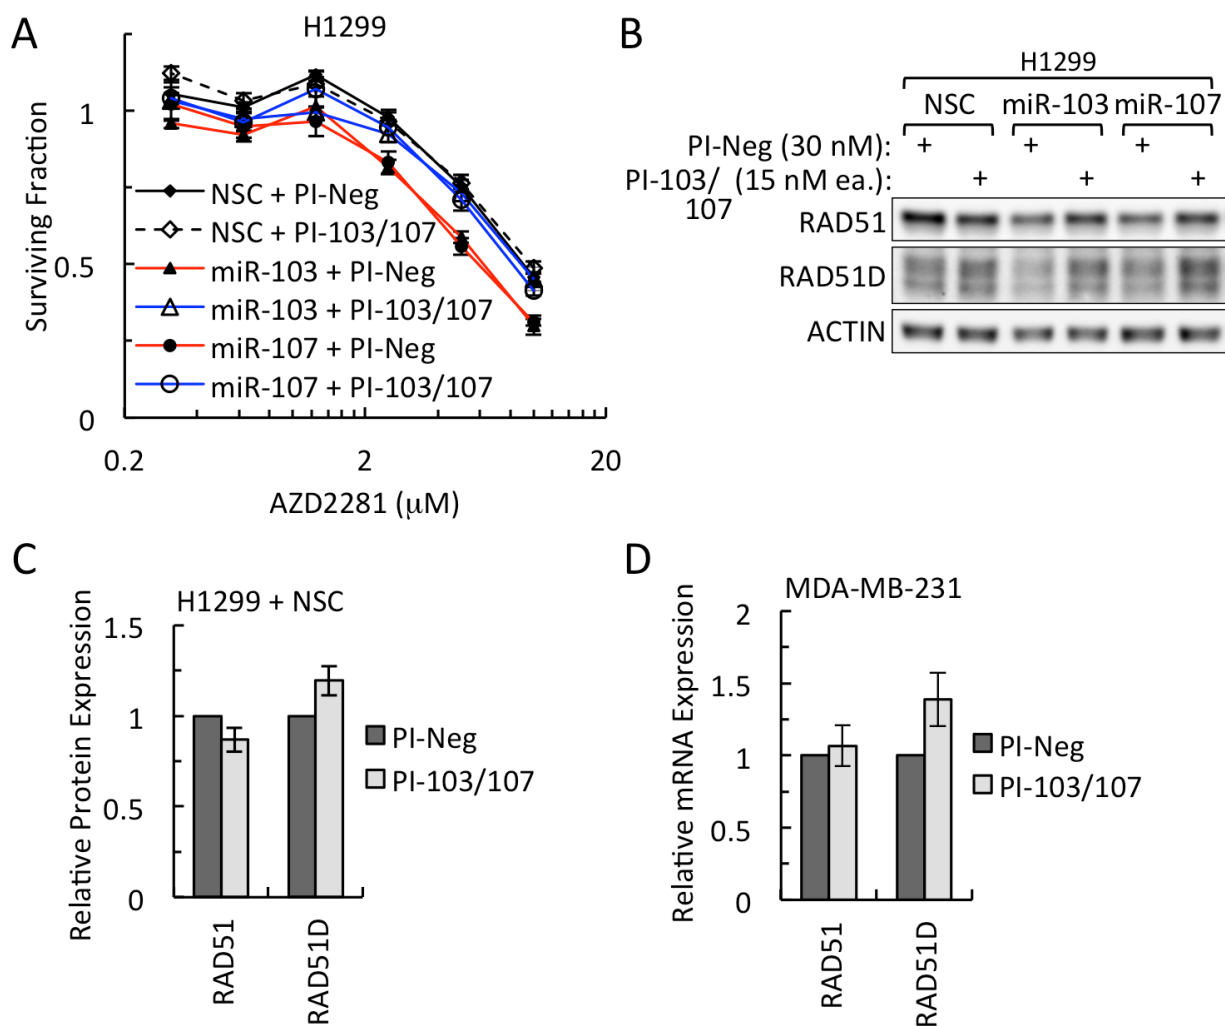 A
H1299
Surviving Fraction
1
0.5
0
NSC + PI-Neg
NSC + PI-103/107
miR-103 + PI-Neg
miR-103 + PI-103/107
miR-107 + PI-Neg
miR-107 + PI-103/107
0.2
2
20
AZD2281 (μM)
B
H1299
NSC miR-103 miR-107
PI-Neg (30 nM): + + +
PI-103/ (15 nM ea.): + + +
107
RAD51
RAD51D
ACTIN
C
H1299 + NSC
Relative Protein Expression
1.5
1
0.5
0
RAD51
RAD51D
PI-Neg
PI-103/107
D
MDA-MB-231
Relative mRNA Expression
2
1.5
1
0.5
0
RAD51
RAD51D
PI-Neg
PI-103/107